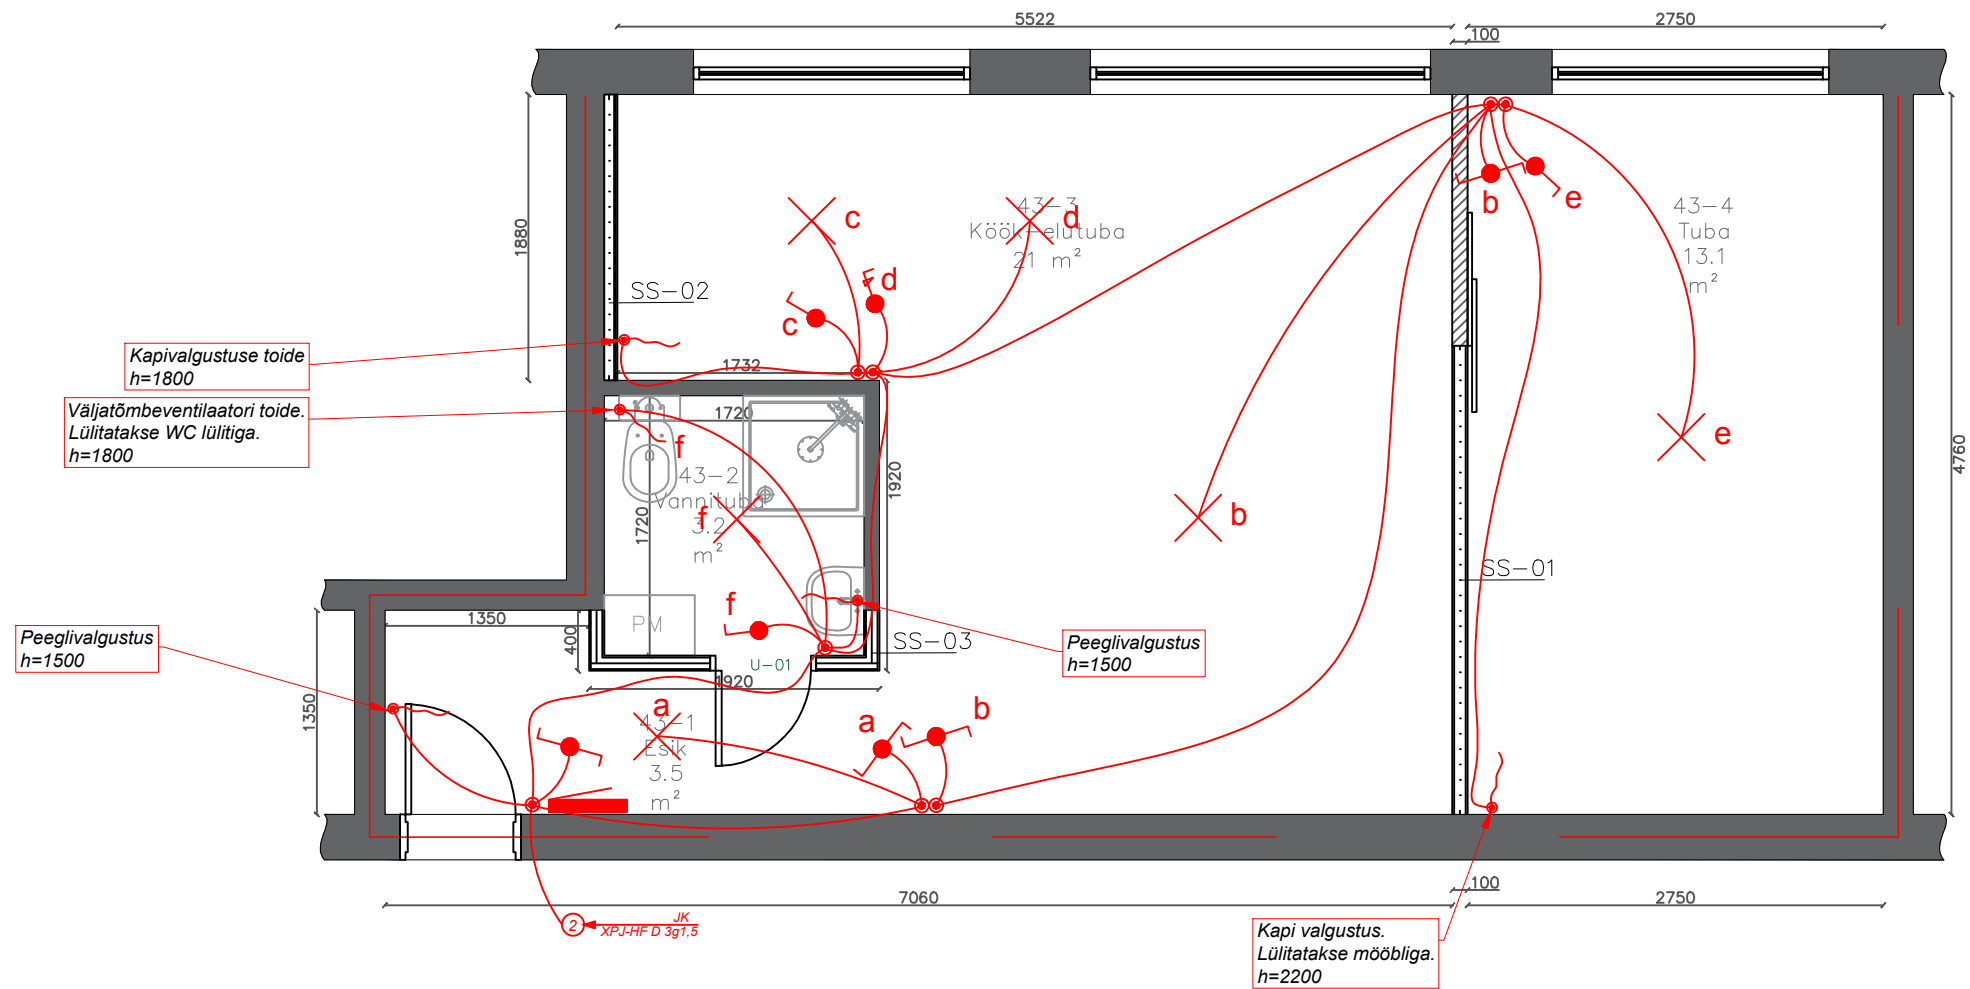 5522
2750
100
1880
4760
43-3
Köök-elutuba
21 m²
43-4
Tuba
13.1
m²
SS-02
c
d
c
d
b
e
e
b
Kapivalgustuse toide
h=1800
1732
Väljatõmbeventilaatori toide.
Lülitatakse WC lülitiga.
h=1800
1720
f
43-2
Vannituba
3.2
m²
f
1720
1920
SS-01
f
PM
1350
400
U-01
SS-03
Peeglivalgustus
h=1500
Peeglivalgustus
h=1500
1920
1350
a
43-1
Esik
3.5
m²
a
b
7060
100
2750
2
JK
XPJ-HF D 3g1,5
Kapi valgustus.
Lülitatakse mööbliga.
h=2200